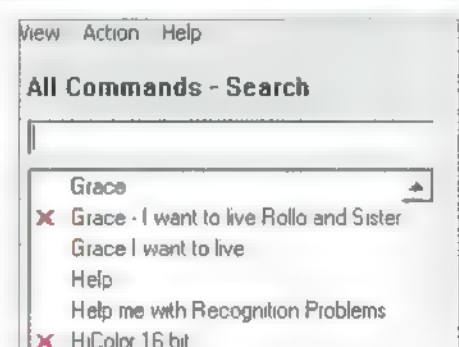 View Action Help
All Commands - Search
Grace
Grace - I want to live Rollo and Sister
Grace I want to live
Help
Help me with Recognition Problems
HiColor 16 bit